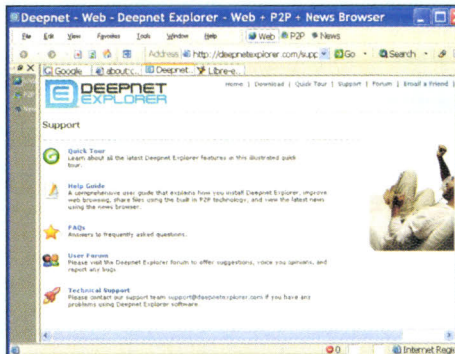 Deepnet - Web - Deepnet Explorer - Web + P2P + News Browser
File Edit View Favorites Tools Window Help Web P2P News
Address http://deepnetexplorer.com/supp Go Search
Google about:c... Deepnet... Libre-e...
DEEPNET
EXPLORER
Home | Download | Quick Tour | Support | Forum | Email a Friend |
P2P
New
Support
Quick Tour
Learn about all the latest Deepnet Explorer features in this illustrated quick
tour.
Help Guide
A comprehensive user guide that explains how you install Deepnet Explorer, improve
web browsing, share files using the built in P2P technology, and view the latest news
using the news browser.
FAQs
Answers to frequently asked questions.
User Forum
Please visit the Deepnet Explorer forum to offer suggestions, voice you opinions, and
report any bugs.
Technical Support
Please contact our support team support@deepnetexplorer.com if you have any
problems using Deepnet Explorer software.
0 Internet Regi